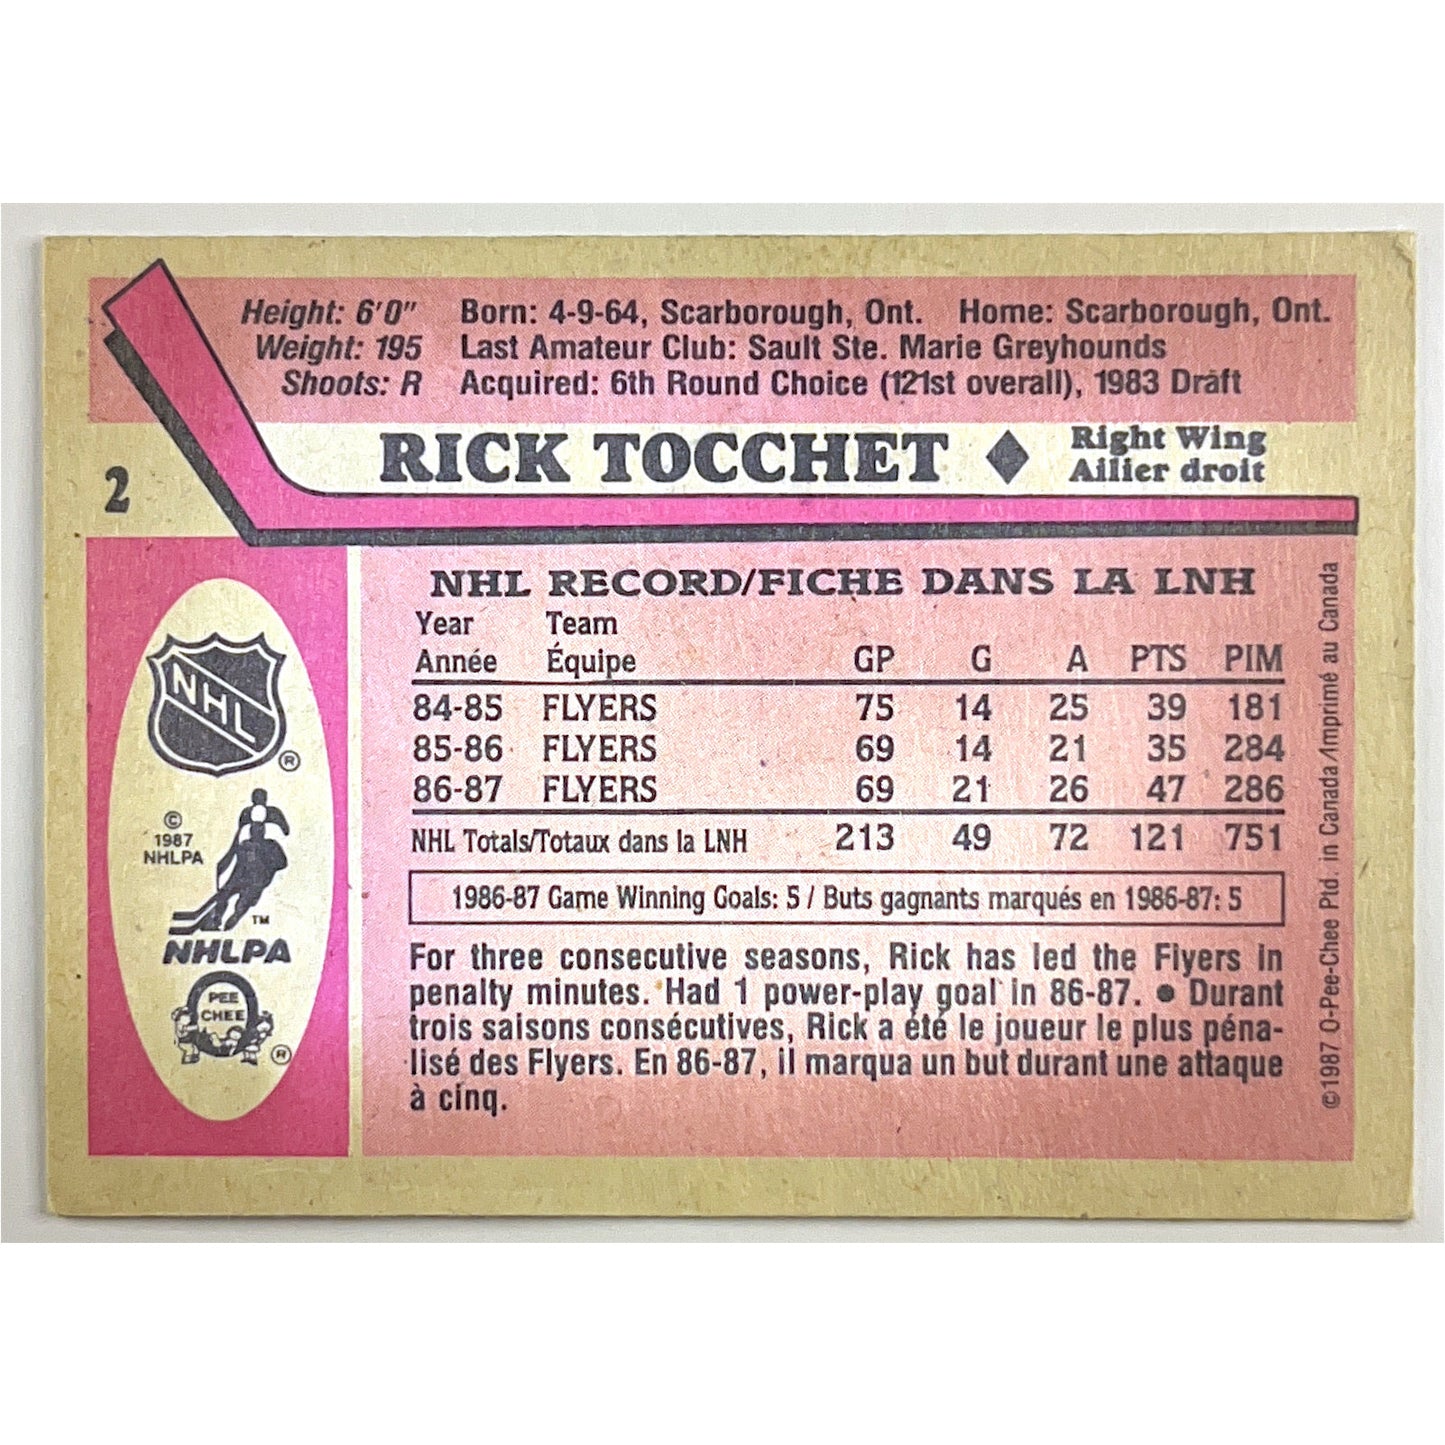 Height: 6'0" Born: 4-9-64, Scarborough, Ont. Home: Scarborough, Ont.
Weight: 195 Last Amateur Club: Sault Ste. Marie Greyhounds
Shoots: R Acquired: 6th Round Choice (121st overall), 1983 Draft
2
RICK TOCCHET ♦ Right Wing
Ailier droit
NHL RECORD/FICHE DANS LA LNH
Year Team
Année Équipe GP G A PTS PIM
84-85 FLYERS 75 14 25 39 181
85-86 FLYERS 69 14 21 35 284
86-87 FLYERS 69 21 26 47 286
NHL Totals/Totaux dans la LNH 213 49 72 121 751
1986-87 Game Winning Goals: 5 / Buts gagnants marqués en 1986-87: 5
For three consecutive seasons, Rick has led the Flyers in
penalty minutes. Had 1 power-play goal in 86-87. ● Durant
trois saisons consécutives, Rick a été le joueur le plus péna-
lisé des Flyers. En 86-87, il marqua un but durant une attaque
à cinq.
NHL ®
© 1987 NHLPA
TM
NHLPA
O PEE CHEE ®
©1987 O-Pee-Chee Ptd. in Canada/Imprimé au Canada